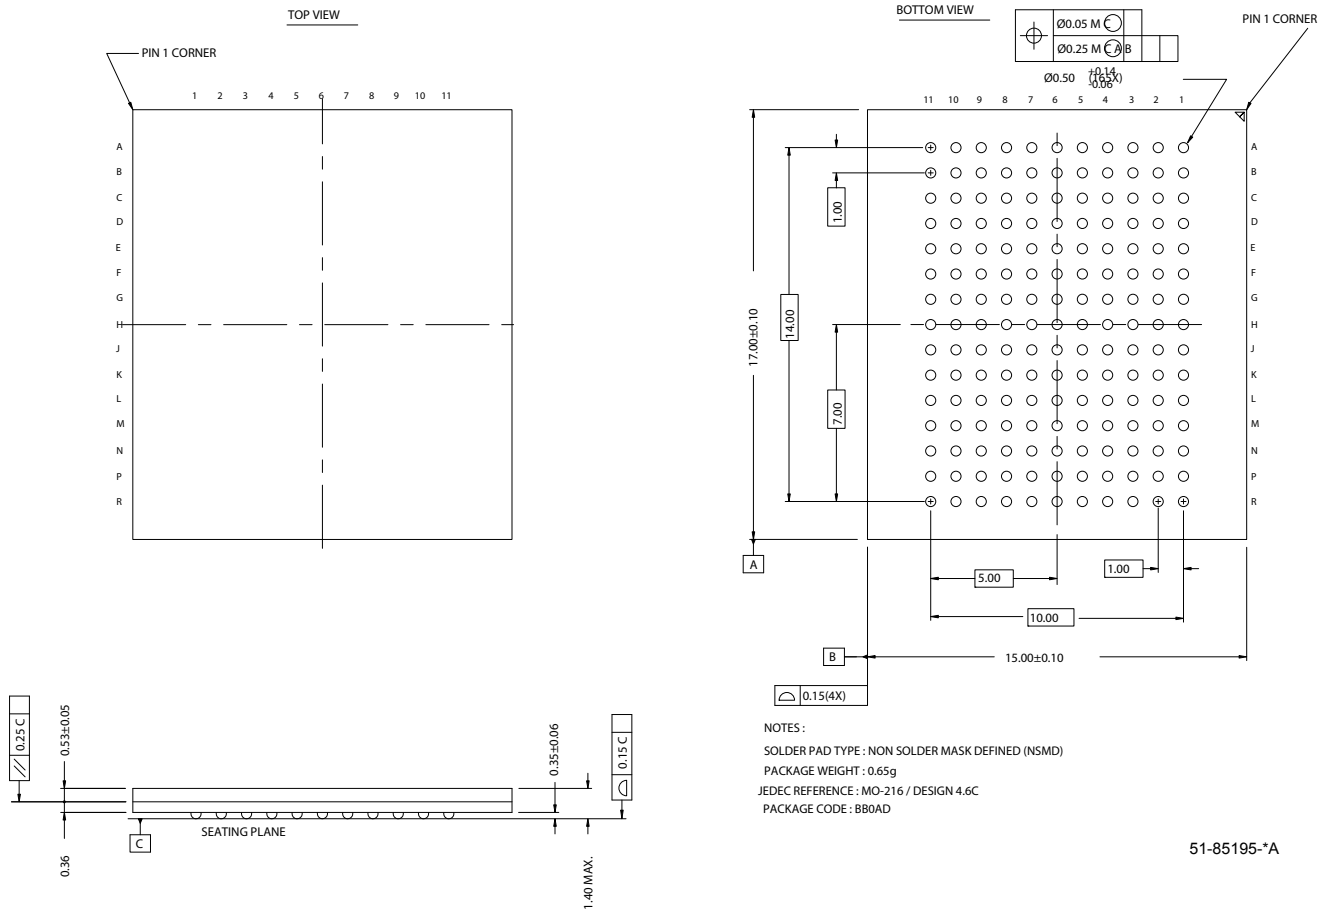 TOP VIEW
PIN 1 CORNER
1 2 3 4 5 6 7 8 9 10 11
A
B
C
D
E
F
G
H
J
K
L
M
N
P
R
BOTTOM VIEW
Ø0.05 M C
Ø0.25 M C A B
Ø0.50 +0.14 -0.06 (165X)
PIN 1 CORNER
11 10 9 8 7 6 5 4 3 2 1
A
B
C
D
E
F
G
H
J
K
L
M
N
P
R
1.00
14.00
17.00±0.10
7.00
A
5.00
1.00
10.00
B
15.00±0.10
0.15(4X)
0.25 C
0.53±0.05
0.36
C
SEATING PLANE
0.35±0.06
0.15 C
1.40 MAX.
NOTES :
SOLDER PAD TYPE : NON SOLDER MASK DEFINED (NSMD)
PACKAGE WEIGHT : 0.65g
JEDEC REFERENCE : MO-216 / DESIGN 4.6C
PACKAGE CODE : BB0AD
51-85195-*A